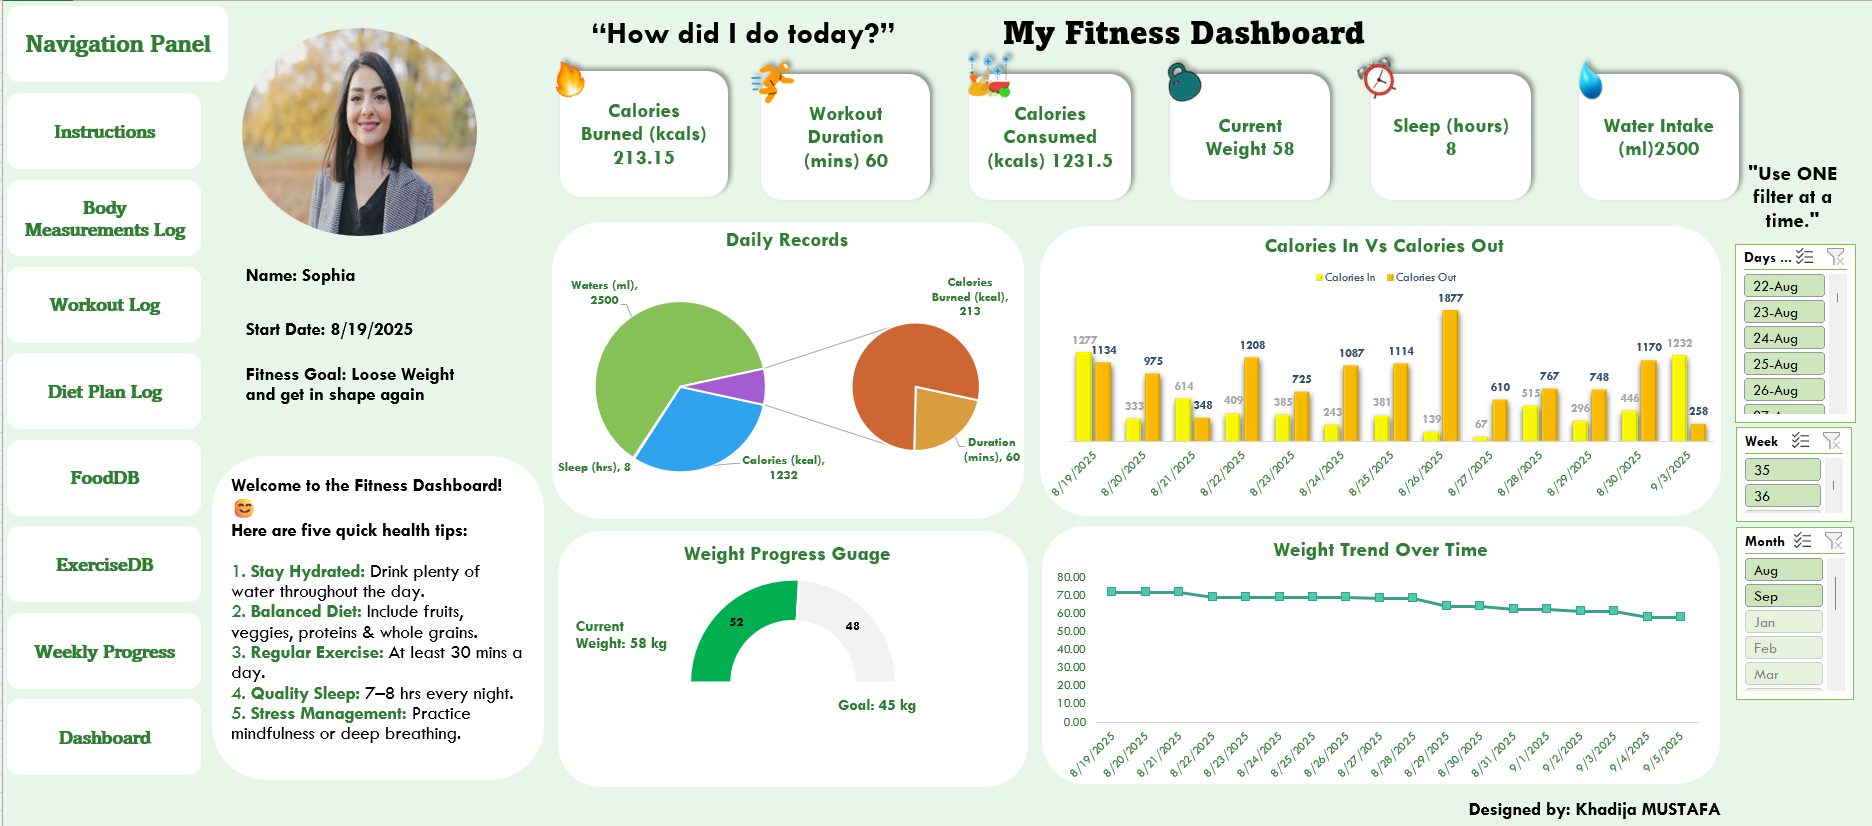 Navigation Panel
Instructions
Body
Measurements Log
Workout Log
Diet Plan Log
FoodDB
ExerciseDB
Weekly Progress
Dashboard
Name: Sophia
Start Date: 8/19/2025
Fitness Goal: Loose Weight
and get in shape again
Welcome to the Fitness Dashboard!
😊
Here are five quick health tips:
1. Stay Hydrated: Drink plenty of
water throughout the day.
2. Balanced Diet: Include fruits,
veggies, proteins & whole grains.
3. Regular Exercise: At least 30 mins a
day.
4. Quality Sleep: 7–8 hrs every night.
5. Stress Management: Practice
mindfulness or deep breathing.
“How did I do today?”
My Fitness Dashboard
Calories
Burned (kcals)
213.15
Workout
Duration
(mins) 60
Calories
Consumed
(kcals) 1231.5
Current
Weight 58
Sleep (hours)
8
Water Intake
(ml)2500
Daily Records
Waters (ml),
2500
Sleep (hrs), 8
Calories (kcal),
1232
Calories
Burned (kcal),
213
Duration
(mins), 60
Calories In Vs Calories Out
Calories In Calories Out
1277 1134
333 975
614 348
409 1208
385 725
243 1087
381 1114
139 1877
67 610
515 767
296 748
446 1170
1232 258
8/19/2025
8/20/2025
8/21/2025
8/22/2025
8/23/2025
8/24/2025
8/25/2025
8/26/2025
8/27/2025
8/28/2025
8/29/2025
8/30/2025
9/3/2025
Weight Progress Guage
Current
Weight: 58 kg
52
48
Goal: 45 kg
Weight Trend Over Time
80.00
70.00
60.00
50.00
40.00
30.00
20.00
10.00
0.00
8/19/2025
8/20/2025
8/21/2025
8/22/2025
8/23/2025
8/24/2025
8/25/2025
8/26/2025
8/27/2025
8/28/2025
8/29/2025
8/30/2025
8/31/2025
9/1/2025
9/2/2025
9/3/2025
9/4/2025
9/5/2025
"Use ONE
filter at a
time."
Days ...
22-Aug
23-Aug
24-Aug
25-Aug
26-Aug
Week
35
36
Month
Aug
Sep
Jan
Feb
Mar
Designed by: Khadija MUSTAFA